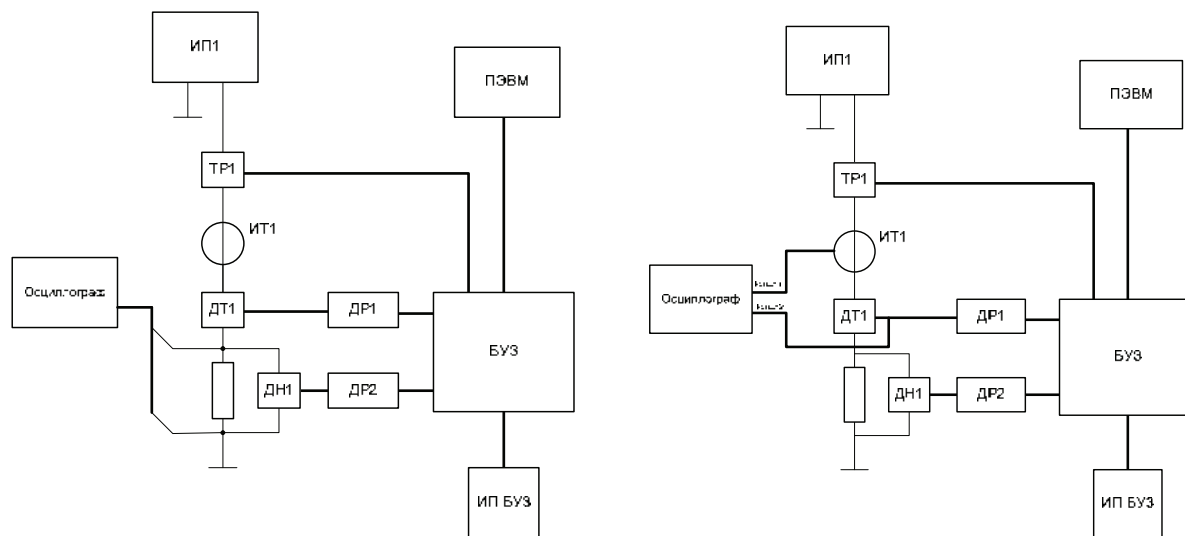 ИП1
ПЭВМ
ТР1
ИТ1
Осциллограф
ДТ1
ДР1
БУЗ
ДН1
ДР2
ИП БУЗ
ИП1
ПЭВМ
ТР1
ИТ1
Осциллограф
ДТ1
ДР1
БУЗ
ДН1
ДР2
ИП БУЗ